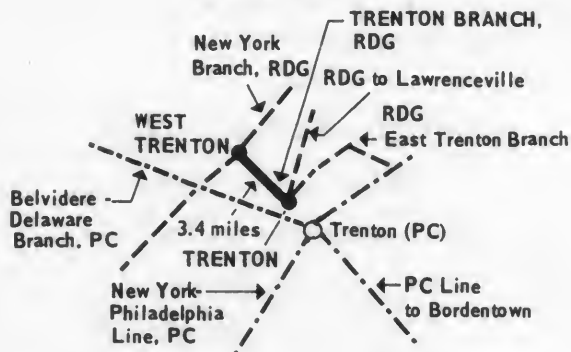 TRENTON BRANCH,
RDG
New York
Branch, RDG
RDG to Lawrenceville
RDG
East Trenton Branch
WEST
TRENTON
Belvidere -
Delaware
Branch, PC
3.4 miles
TRENTON
Trenton (PC)
New York-
Philadelphia
Line, PC
PC Line
to Bordentown